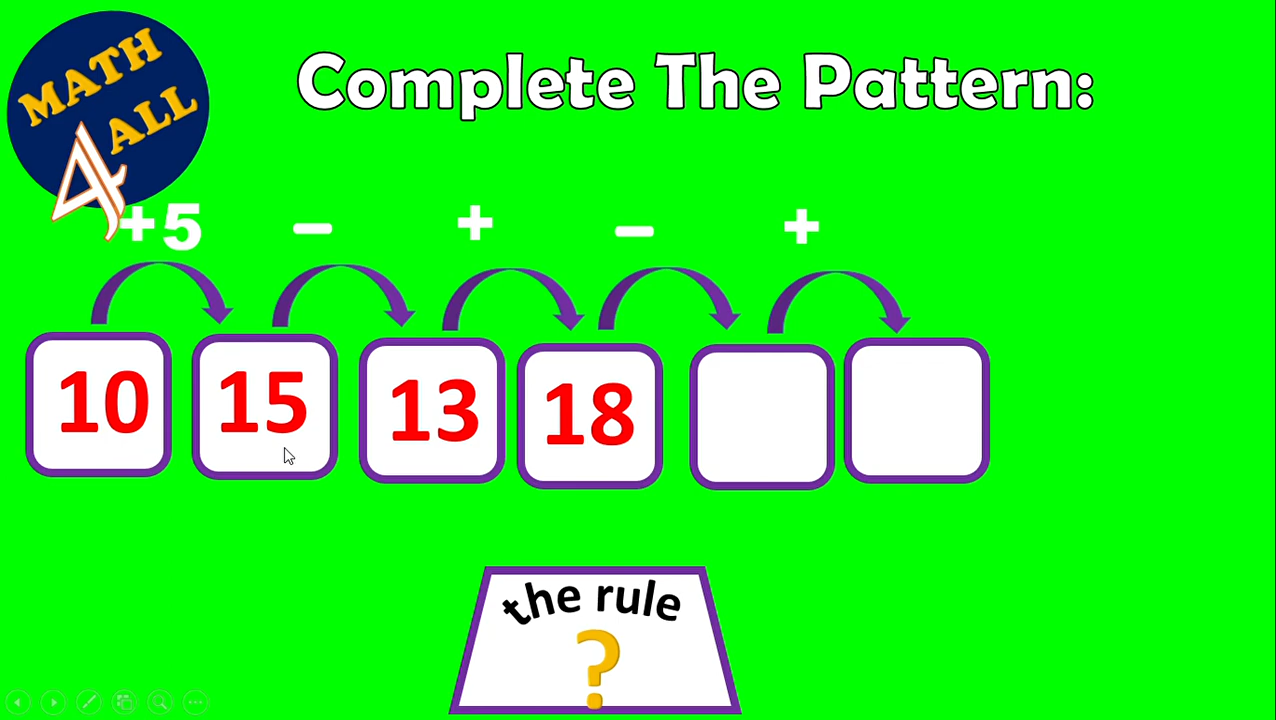 MATH
4 ALL
Complete The Pattern:
+5 − + − +
10 15 13 18
the rule
?